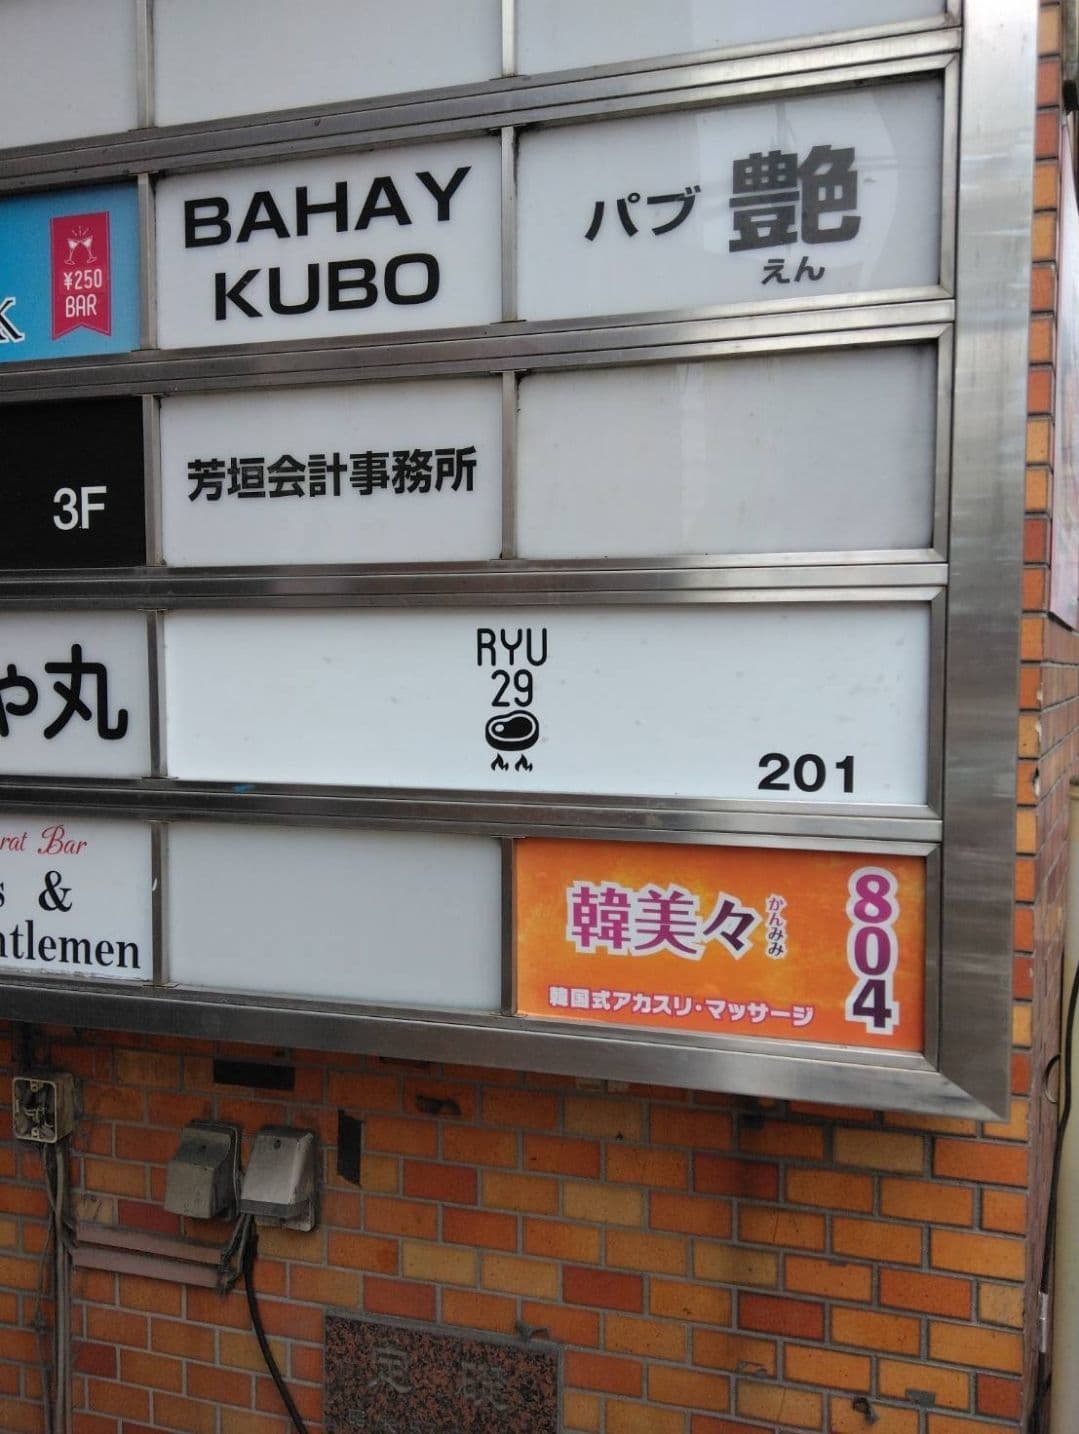 BAHAY
KUBO
パブ 艶
えん
¥250
BAR
K
芳垣会計事務所
3F
RYU
29
201
や丸
rat Bar
s &
ntlemen
韓美々
かんみみ
804
韓国式アカスリ・マッサージ
定